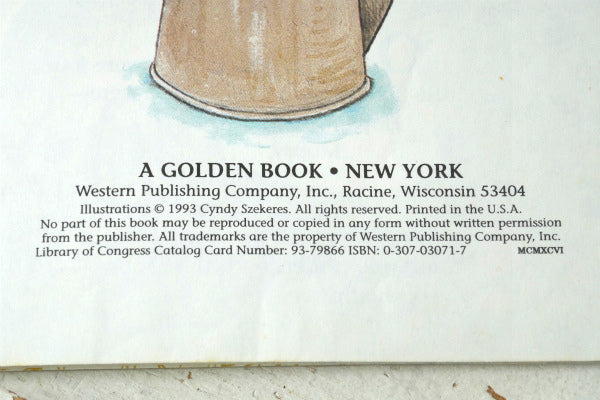 A GOLDEN BOOK • NEW YORK
Western Publishing Company, Inc., Racine, Wisconsin 53404
Illustrations © 1993 Cyndy Szekeres. All rights reserved. Printed in the U.S.A.
No part of this book may be reproduced or copied in any form without written permission
from the publisher. All trademarks are the property of Western Publishing Company, Inc.
Library of Congress Catalog Card Number: 93-79866 ISBN: 0-307-03071-7 MCMXCVI